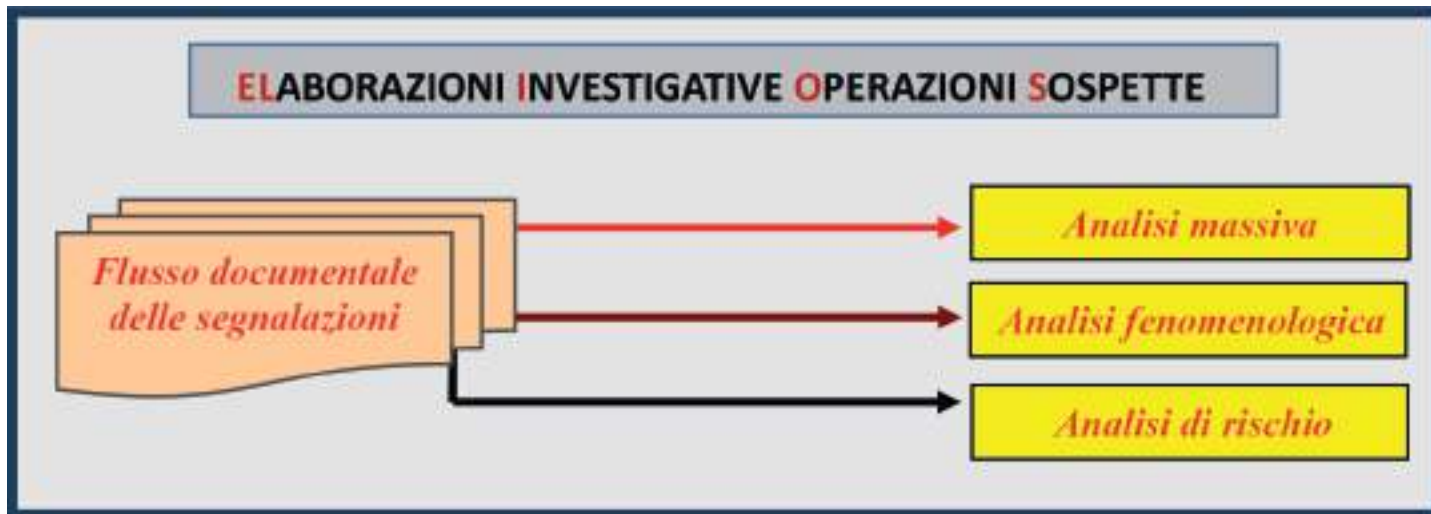 ELABORAZIONI INVESTIGATIVE OPERAZIONI SOSPETTE
Flusso documentale
delle segnalazioni
Analisi massiva
Analisi fenomenologica
Analisi di rischio